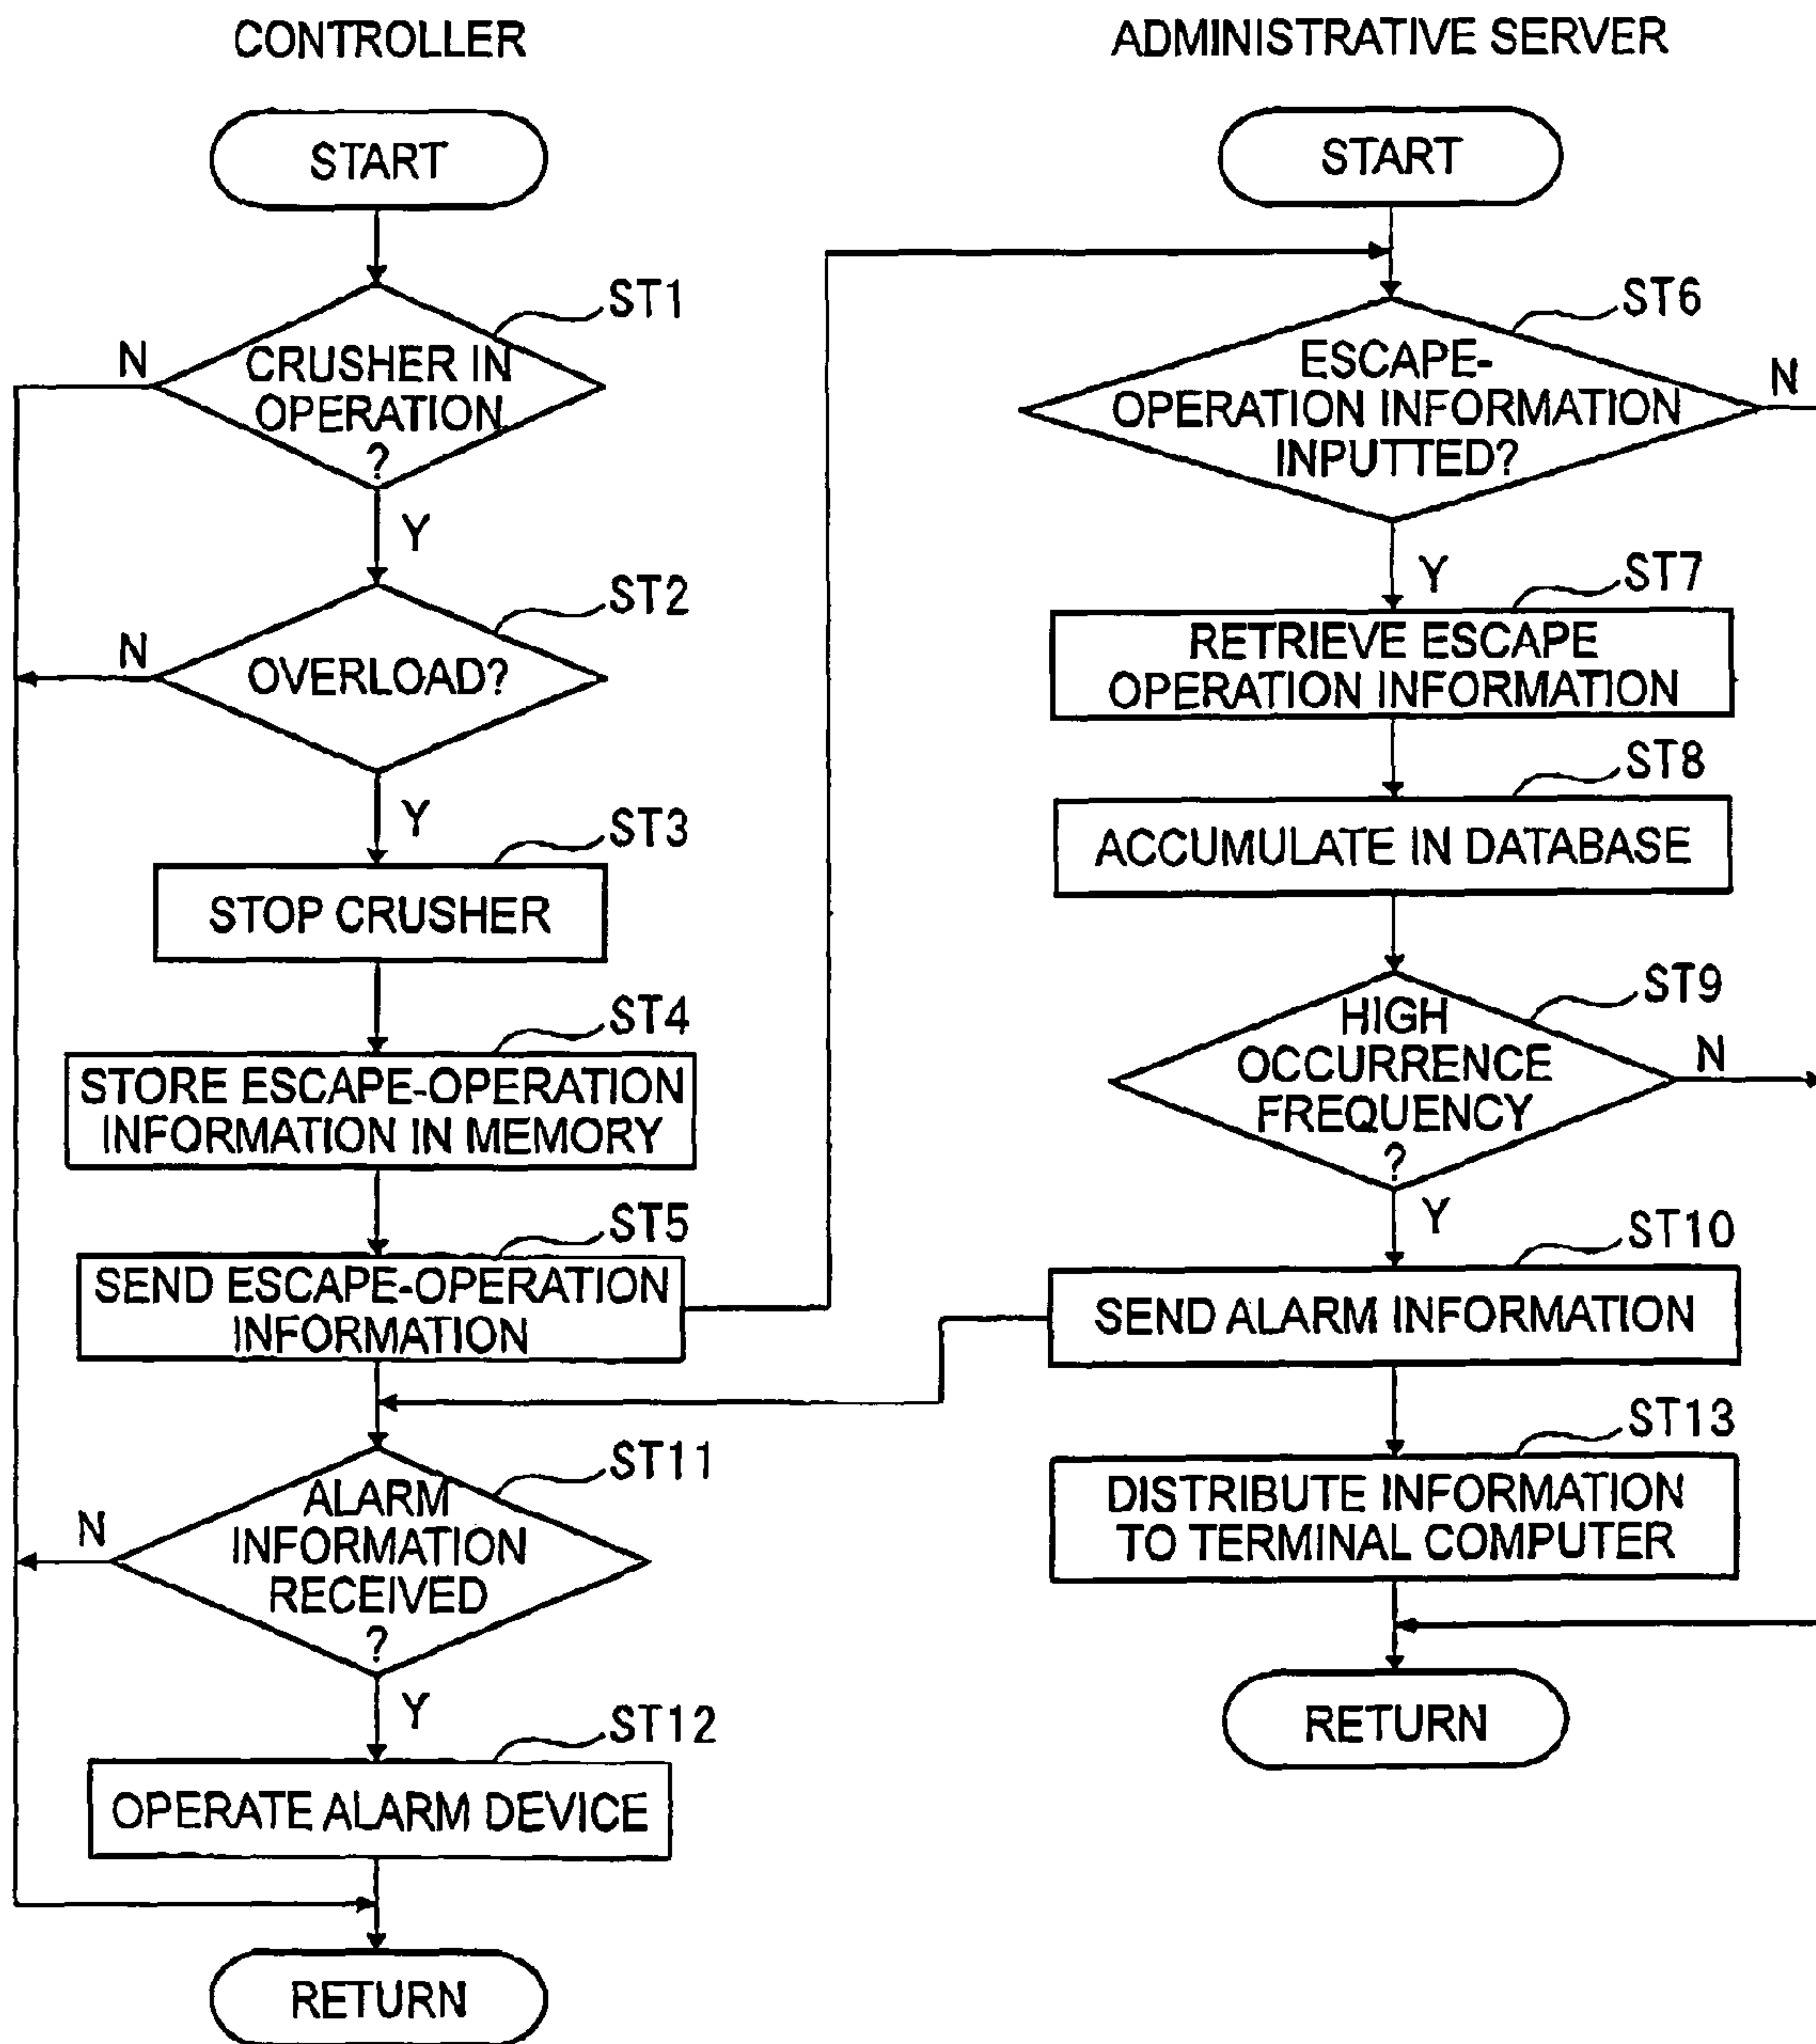 CONTROLLER
START
ST1
N
CRUSHER IN
OPERATION
?
Y
ST2
N
OVERLOAD?
Y
ST3
STOP CRUSHER
ST4
STORE ESCAPE-OPERATION
INFORMATION IN MEMORY
ST5
SEND ESCAPE-OPERATION
INFORMATION
ST11
N
ALARM
INFORMATION
RECEIVED
?
Y
ST12
OPERATE ALARM DEVICE
RETURN
ADMINISTRATIVE SERVER
START
ST6
ESCAPE-
OPERATION INFORMATION
INPUTTED?
N
Y
ST7
RETRIEVE ESCAPE
OPERATION INFORMATION
ST8
ACCUMULATE IN DATABASE
ST9
HIGH
OCCURRENCE
FREQUENCY
?
N
Y
ST10
SEND ALARM INFORMATION
ST13
DISTRIBUTE INFORMATION
TO TERMINAL COMPUTER
RETURN